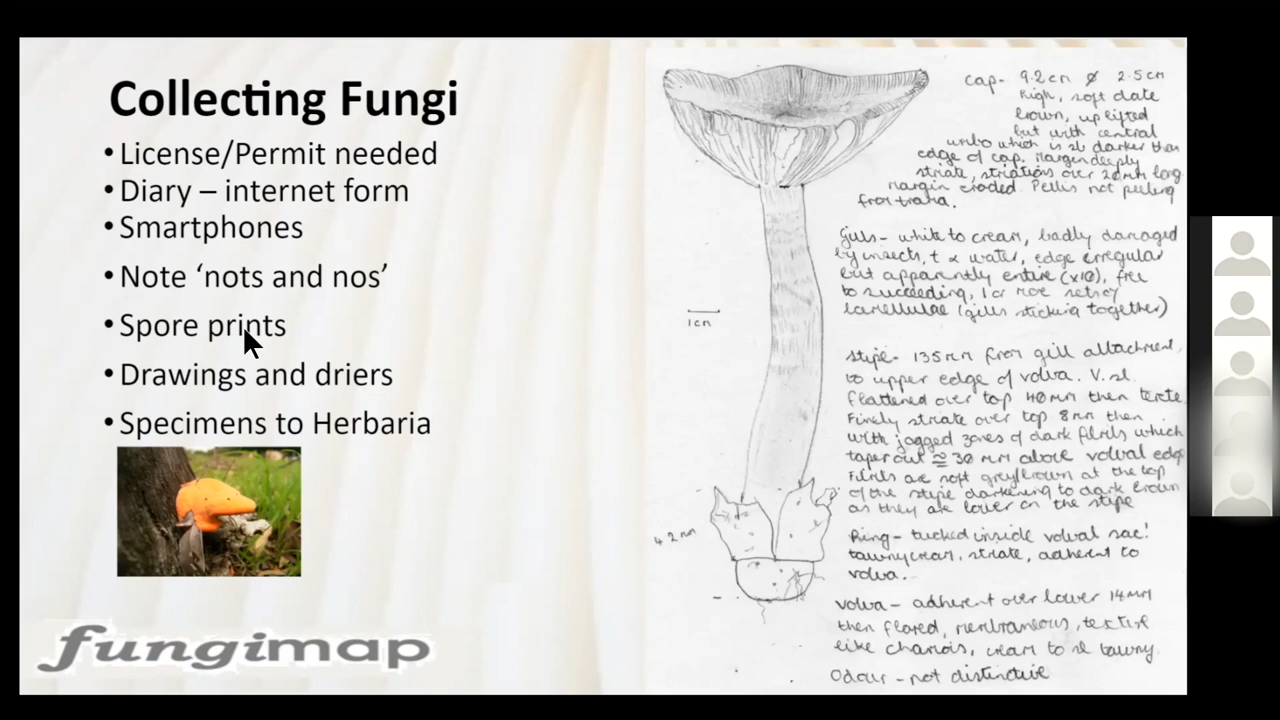 Collecting Fungi
• License/Permit needed
• Diary – internet form
• Smartphones
• Note ‘nots and nos’
• Spore prints
• Drawings and driers
• Specimens to Herbaria
fungimap
cap- 9.2cm ø 2.5cm
high, soft date
brown, uplifted
but with central
umbo which is sl darker than
edge of cap. Margin deeply
striate, striations over 20mm long
margin eroded. Pellis not peeling
from trama.
Gills- white to cream, badly damaged
by insects, t water, edge irregular
but apparently entire (x10), free
to succeeding, 1 or more
lamellulae (gills sticking together)
1cm
stipe- 135mm from gill attachment,
to upper edge of volva. V. sl.
flattened over top 40mm then terete.
Finely striate over top 8mm then
with jagged zones of dark fibrils which
taper out ≅ 30 mm above volval edge
Fibrils are soft grey/brown at the top
of the stipe darkening to dark brown
as they are lower on the stipe
42mm
Ring- tucked inside volval sac!
tawny cream, striate, adherent to
volva.
Volva- adherent over lower 14mm
then flared, membraneous, texture
like chamois, cream to sl tawny.
Odour - not distinctive